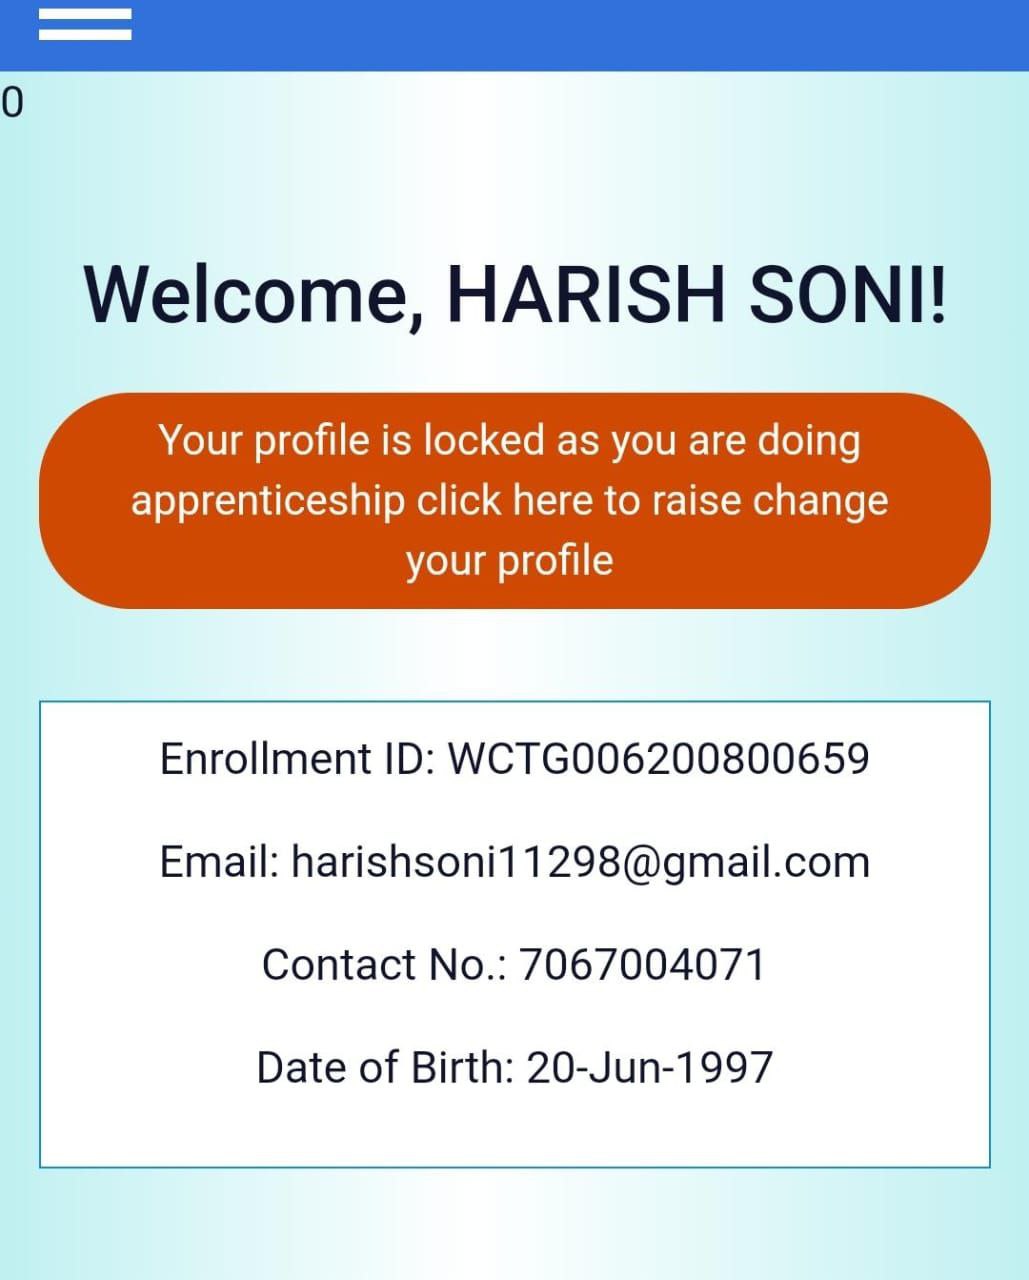 0
Welcome, HARISH SONI!
Your profile is locked as you are doing
apprenticeship click here to raise change
your profile
Enrollment ID: WCTG006200800659
Email: harishsoni11298@gmail.com
Contact No.: 7067004071
Date of Birth: 20-Jun-1997